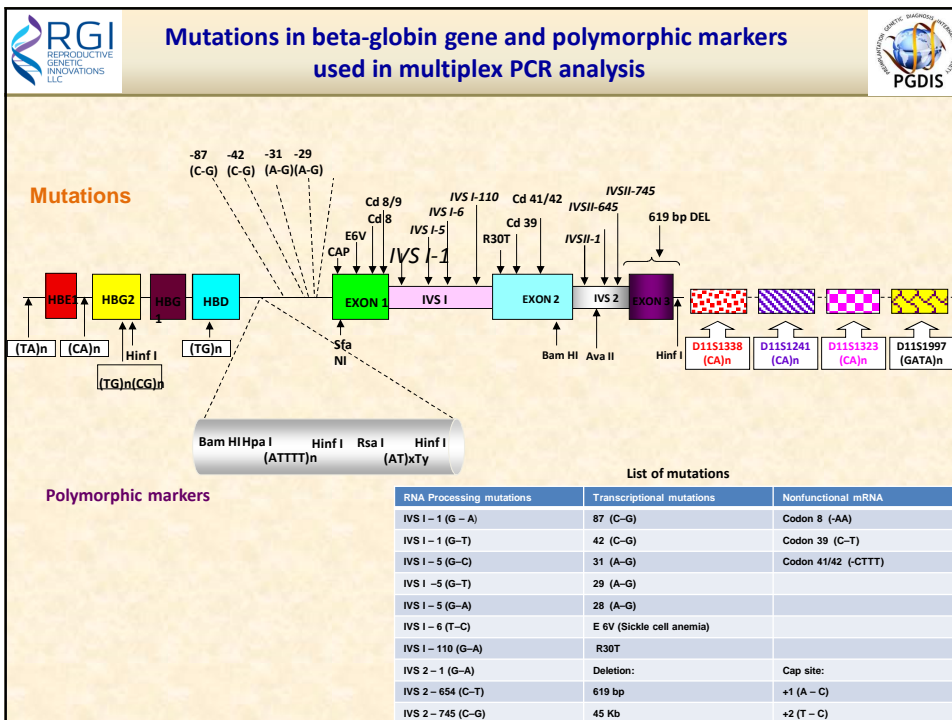 RGI
REPRODUCTIVE
GENETIC
INNOVATIONS
LLC
Mutations in beta-globin gene and polymorphic markers
used in multiplex PCR analysis
PREIMPLANTATION GENETIC DIAGNOSIS INTERNATIONAL SOCIETY
PGDIS
-87
(C-G)
-42
(C-G)
-31
(A-G)
-29
(A-G)
Mutations
CAP
E6V
Cd 8
Cd 8/9
IVS I-1
IVS I-5
IVS I-6
IVS I-110
R30T
Cd 39
Cd 41/42
IVSII-1
IVSII-645
IVSII-745
619 bp DEL
HBE1
HBG2
HBG
1
HBD
EXON 1
IVS I
EXON 2
IVS 2
EXON 3
(TA)n
(CA)n
Hinf I
(TG)n(CG)n
(TG)n
Sfa
NI
Bam HI
Ava II
Hinf I
D11S1338
(CA)n
D11S1241
(CA)n
D11S1323
(CA)n
D11S1997
(GATA)n
Bam HI Hpa I Hinf I Rsa I Hinf I
(ATTTT)n (AT)xTy
Polymorphic markers
List of mutations
RNA Processing mutations Transcriptional mutations Nonfunctional mRNA
IVS I – 1 (G – A) 87 (C–G) Codon 8 (-AA)
IVS I – 1 (G–T) 42 (C–G) Codon 39 (C–T)
IVS I – 5 (G–C) 31 (A–G) Codon 41/42 (-CTTT)
IVS I –5 (G–T) 29 (A–G)
IVS I – 5 (G–A) 28 (A–G)
IVS I – 6 (T–C) E 6V (Sickle cell anemia)
IVS I – 110 (G–A) R30T
IVS 2 – 1 (G–A) Deletion: Cap site:
IVS 2 – 654 (C–T) 619 bp +1 (A – C)
IVS 2 – 745 (C–G) 45 Kb +2 (T – C)